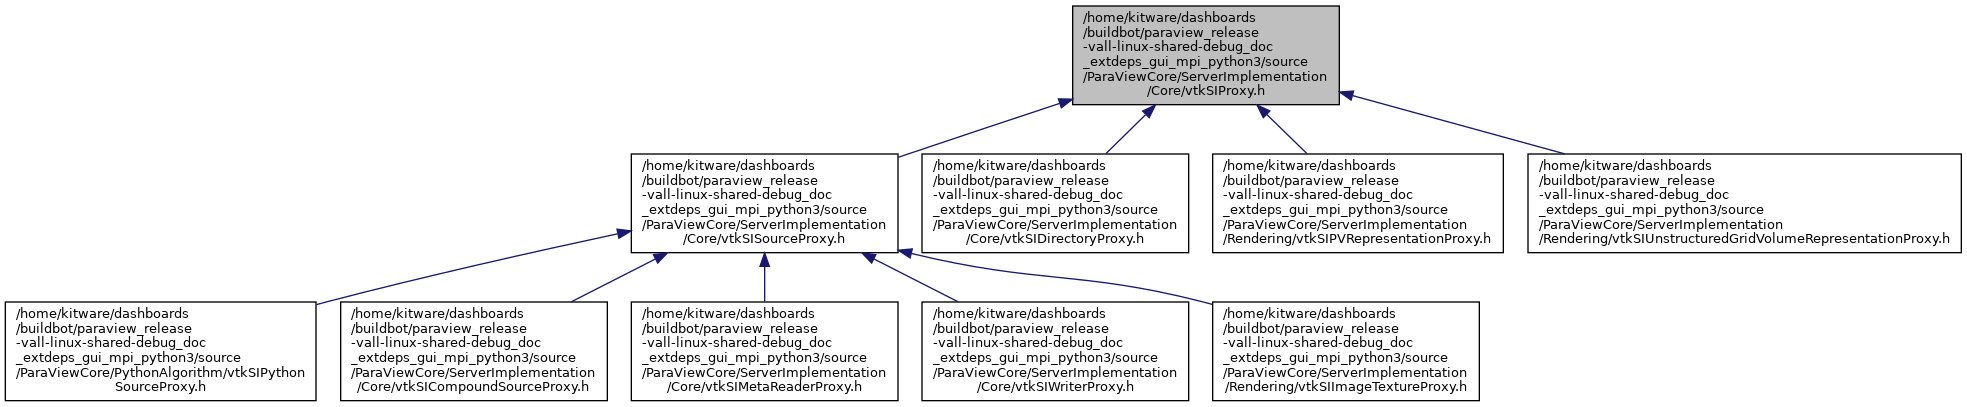 /home/kitware/dashboards
/buildbot/paraview_release
-vall-linux-shared-debug_doc
_extdeps_gui_mpi_python3/source
/ParaViewCore/ServerImplementation
/Core/vtkSIProxy.h
/home/kitware/dashboards
/buildbot/paraview_release
-vall-linux-shared-debug_doc
_extdeps_gui_mpi_python3/source
/ParaViewCore/ServerImplementation
/Core/vtkSISourceProxy.h
/home/kitware/dashboards
/buildbot/paraview_release
-vall-linux-shared-debug_doc
_extdeps_gui_mpi_python3/source
/ParaViewCore/ServerImplementation
/Core/vtkSIDirectoryProxy.h
/home/kitware/dashboards
/buildbot/paraview_release
-vall-linux-shared-debug_doc
_extdeps_gui_mpi_python3/source
/ParaViewCore/ServerImplementation
/Rendering/vtkSIPVRepresentationProxy.h
/home/kitware/dashboards
/buildbot/paraview_release
-vall-linux-shared-debug_doc
_extdeps_gui_mpi_python3/source
/ParaViewCore/ServerImplementation
/Rendering/vtkSIUnstructuredGridVolumeRepresentationProxy.h
/home/kitware/dashboards
/buildbot/paraview_release
-vall-linux-shared-debug_doc
_extdeps_gui_mpi_python3/source
/ParaViewCore/PythonAlgorithm/vtkSIPython
SourceProxy.h
/home/kitware/dashboards
/buildbot/paraview_release
-vall-linux-shared-debug_doc
_extdeps_gui_mpi_python3/source
/ParaViewCore/ServerImplementation
/Core/vtkSICompoundSourceProxy.h
/home/kitware/dashboards
/buildbot/paraview_release
-vall-linux-shared-debug_doc
_extdeps_gui_mpi_python3/source
/ParaViewCore/ServerImplementation
/Core/vtkSIMetaReaderProxy.h
/home/kitware/dashboards
/buildbot/paraview_release
-vall-linux-shared-debug_doc
_extdeps_gui_mpi_python3/source
/ParaViewCore/ServerImplementation
/Core/vtkSIWriterProxy.h
/home/kitware/dashboards
/buildbot/paraview_release
-vall-linux-shared-debug_doc
_extdeps_gui_mpi_python3/source
/ParaViewCore/ServerImplementation
/Rendering/vtkSIImageTextureProxy.h